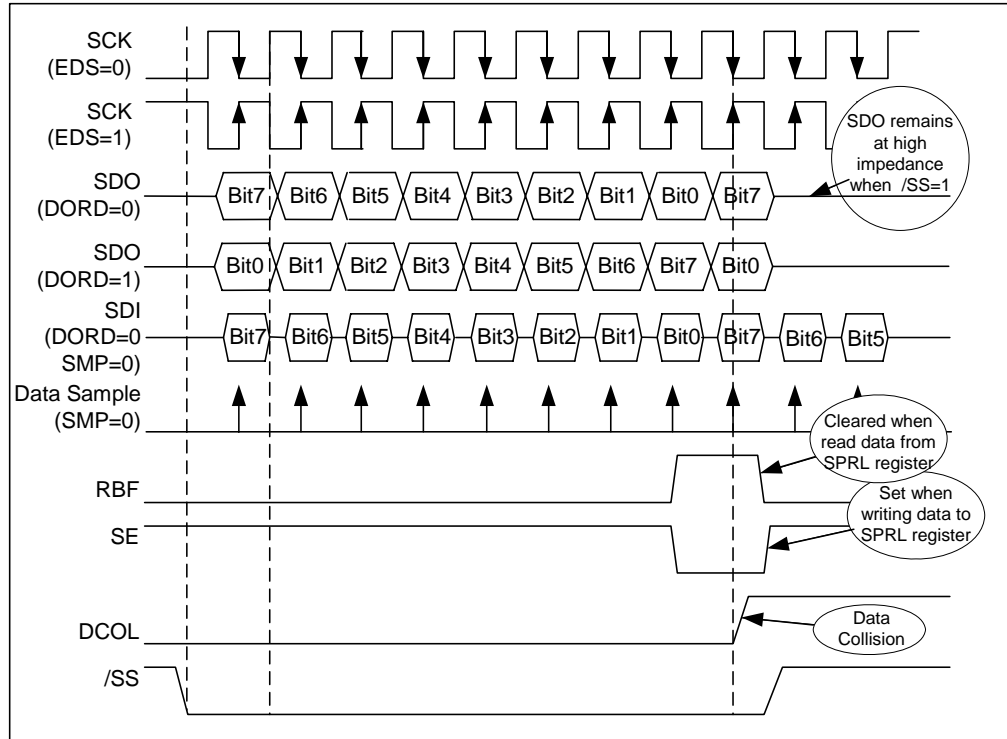 SCK
(EDS=0)
SCK
(EDS=1)
SDO remains
at high
impedance
when /SS=1
SDO
(DORD=0)
Bit7 Bit6 Bit5 Bit4 Bit3 Bit2 Bit1 Bit0 Bit7
SDO
(DORD=1)
Bit0 Bit1 Bit2 Bit3 Bit4 Bit5 Bit6 Bit7 Bit0
SDI
(DORD=0
SMP=0)
Bit7 Bit6 Bit5 Bit4 Bit3 Bit2 Bit1 Bit0 Bit7 Bit6 Bit5
Data Sample
(SMP=0)
Cleared when
read data from
SPRL register
RBF
Set when
writing data to
SPRL register
SE
DCOL
Data
Collision
/SS